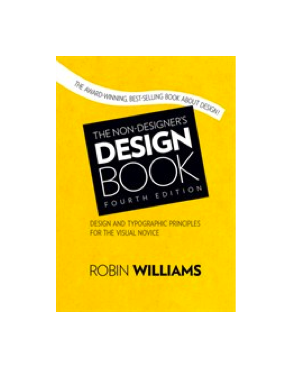 THE AWARD-WINNING, BEST-SELLING BOOK ABOUT DESIGN!
THE NON-DESIGNER'S
DESIGN
BOOK
FOURTH EDITION
DESIGN AND TYPOGRAPHIC PRINCIPLES
FOR THE VISUAL NOVICE
ROBIN WILLIAMS